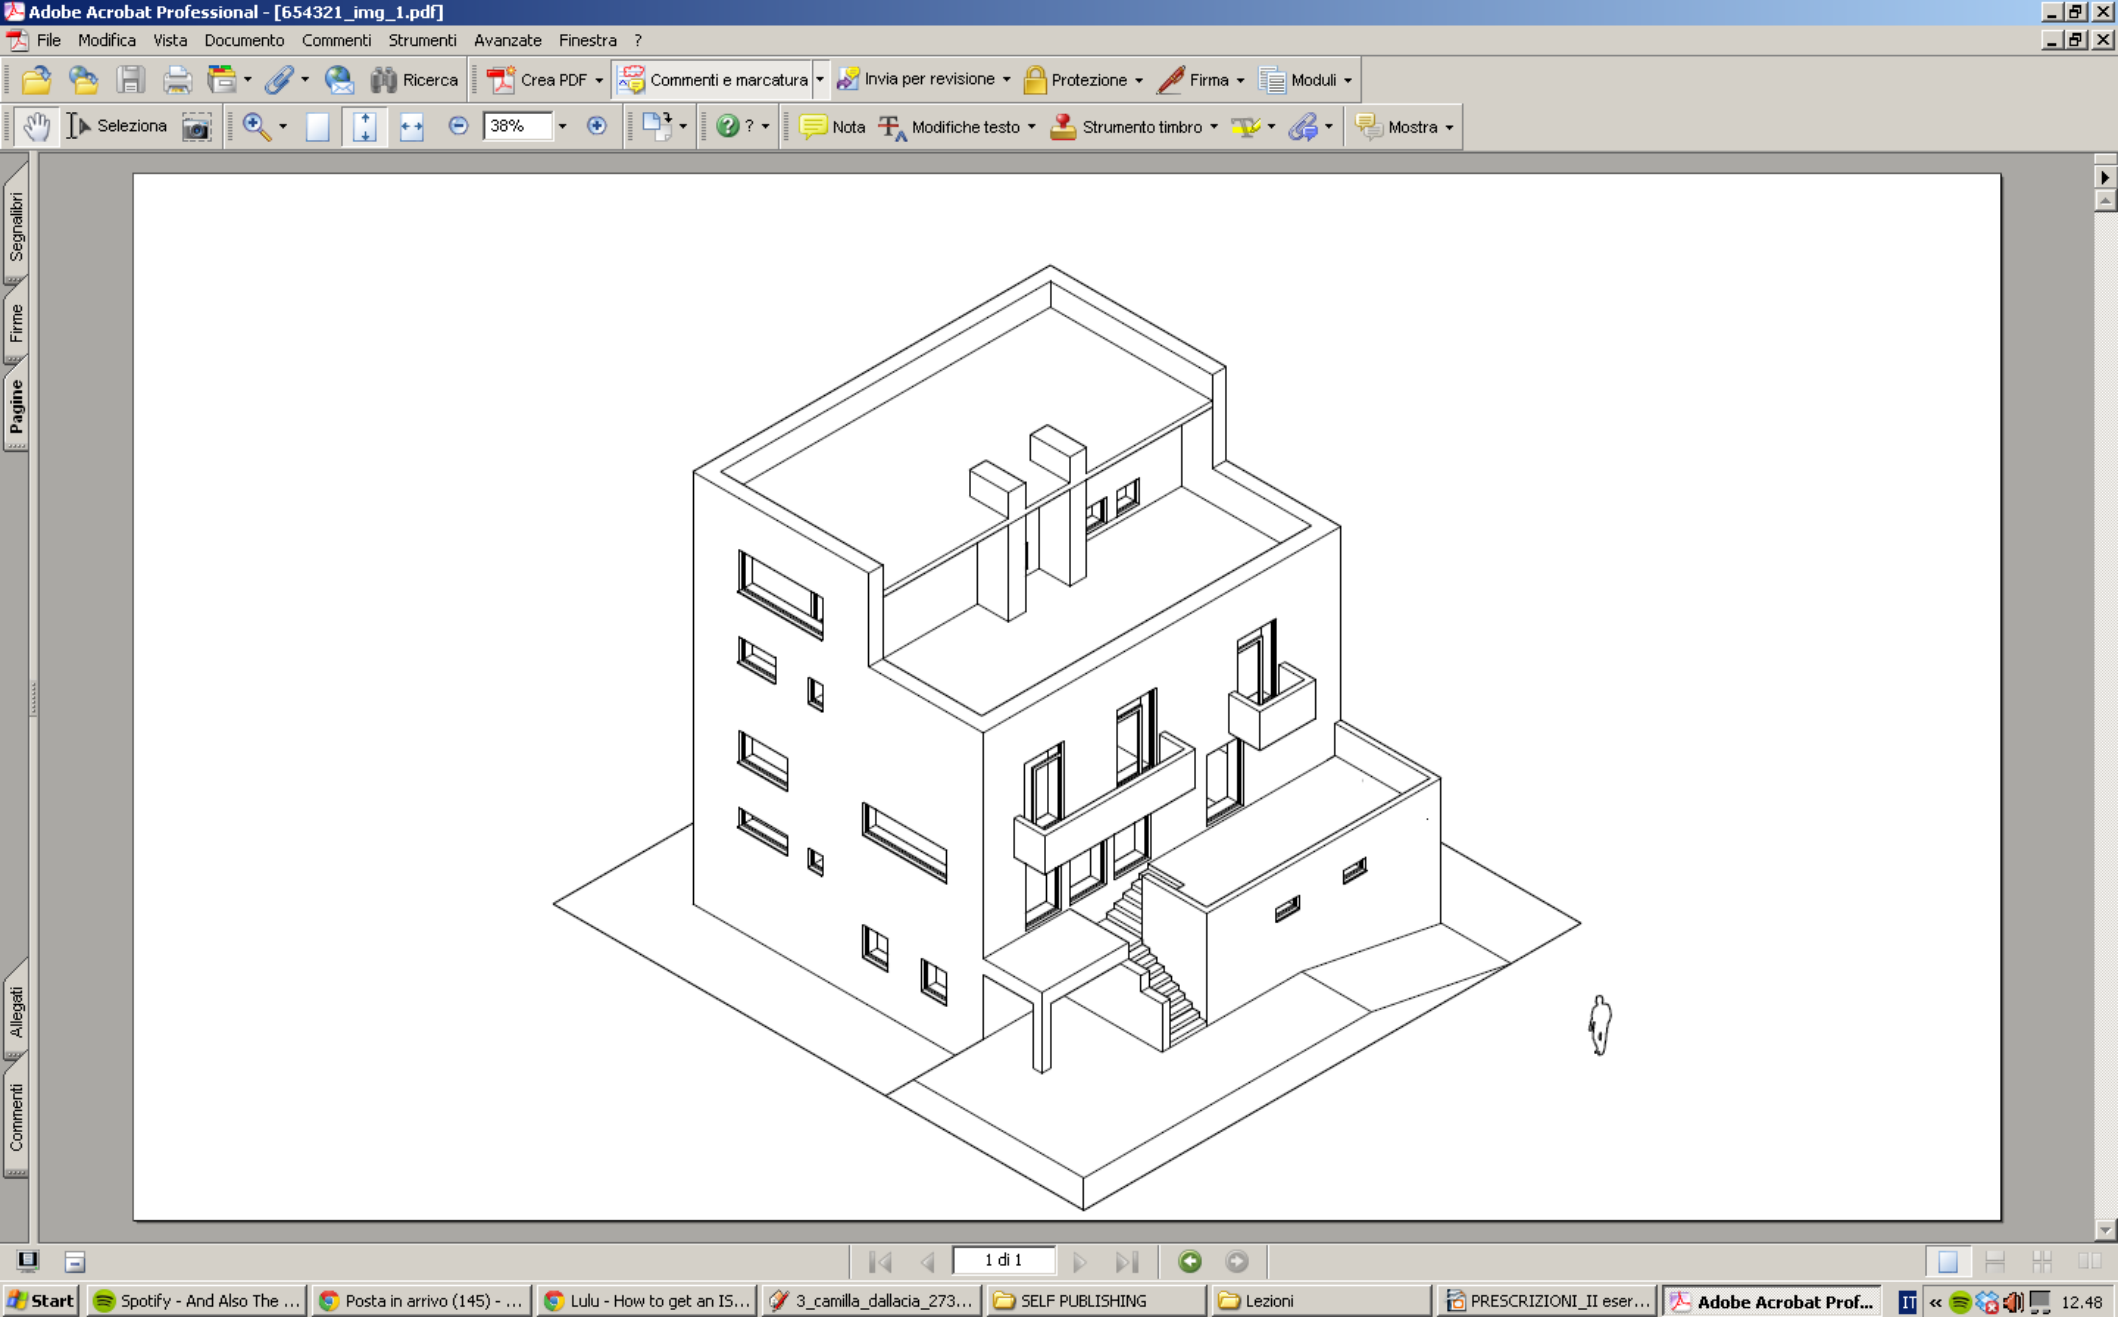 Adobe Acrobat Professional - [654321_img_1.pdf]
File Modifica Vista Documento Commenti Strumenti Avanzate Finestra ?
Ricerca Crea PDF Commenti e marcatura Invia per revisione Protezione Firma Moduli
Seleziona 38% ? Nota Modifiche testo Strumento timbro Mostra
Segnalibri
Firme
Pagine
Allegati
Commenti
1 di 1
Start Spotify - And Also The ... Posta in arrivo (145) - ... Lulu - How to get an IS... 3_camilla_dallacia_273... SELF PUBLISHING Lezioni PRESCRIZIONI_II eser... Adobe Acrobat Prof... IT « 12.48